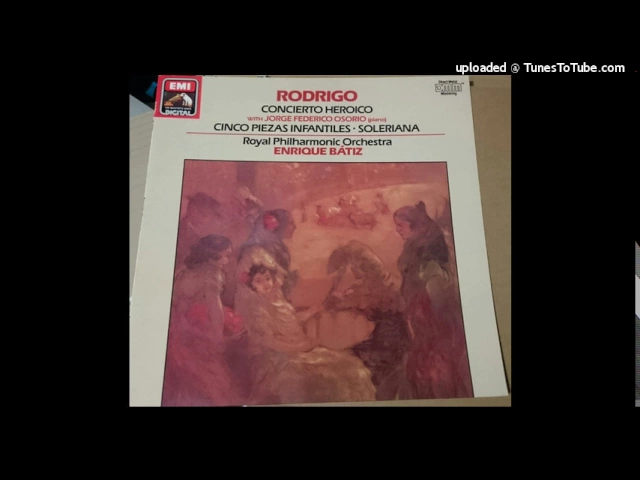 uploaded @ TunesToTube.com
EMI
DIGITAL
RODRIGO
CONCIERTO HEROICO
WITH JORGE FEDERICO OSORIO (piano)
CINCO PIEZAS INFANTILES · SOLERIANA
Royal Philharmonic Orchestra
ENRIQUE BÁTIZ